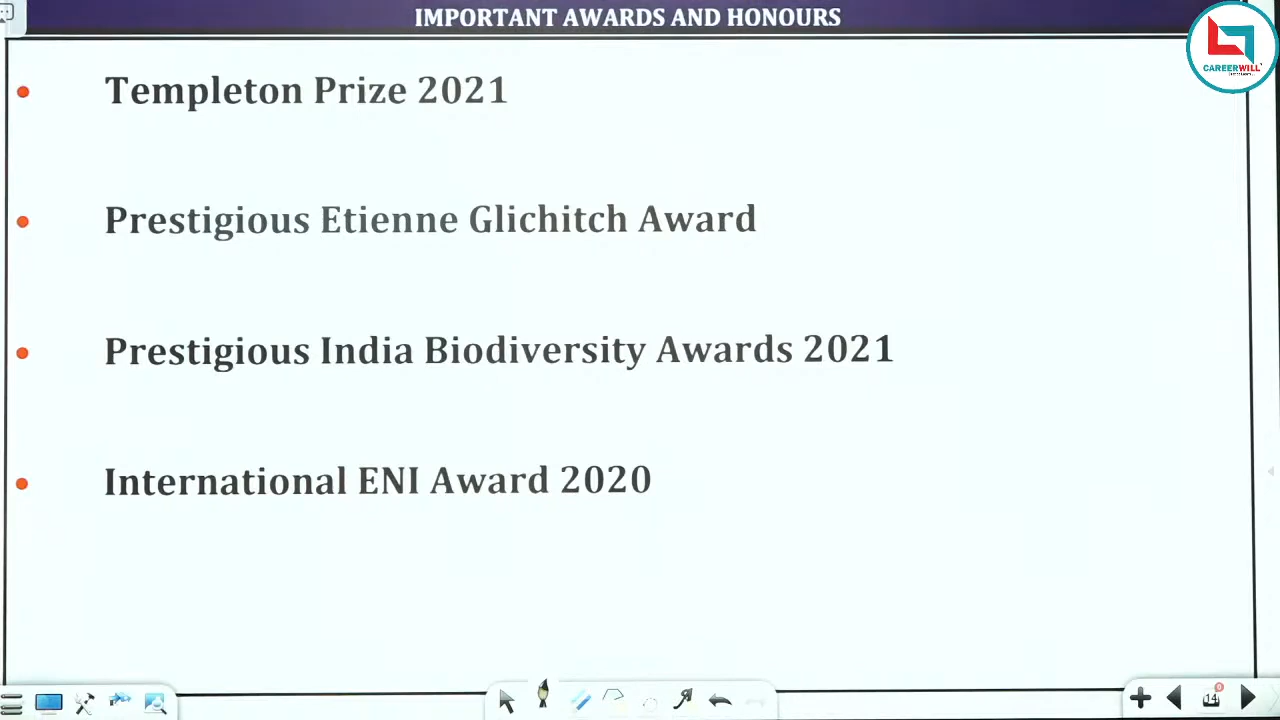 IMPORTANT AWARDS AND HONOURS
CAREERWILL
Templeton Prize 2021
Prestigious Etienne Glichitch Award
Prestigious India Biodiversity Awards 2021
International ENI Award 2020
14